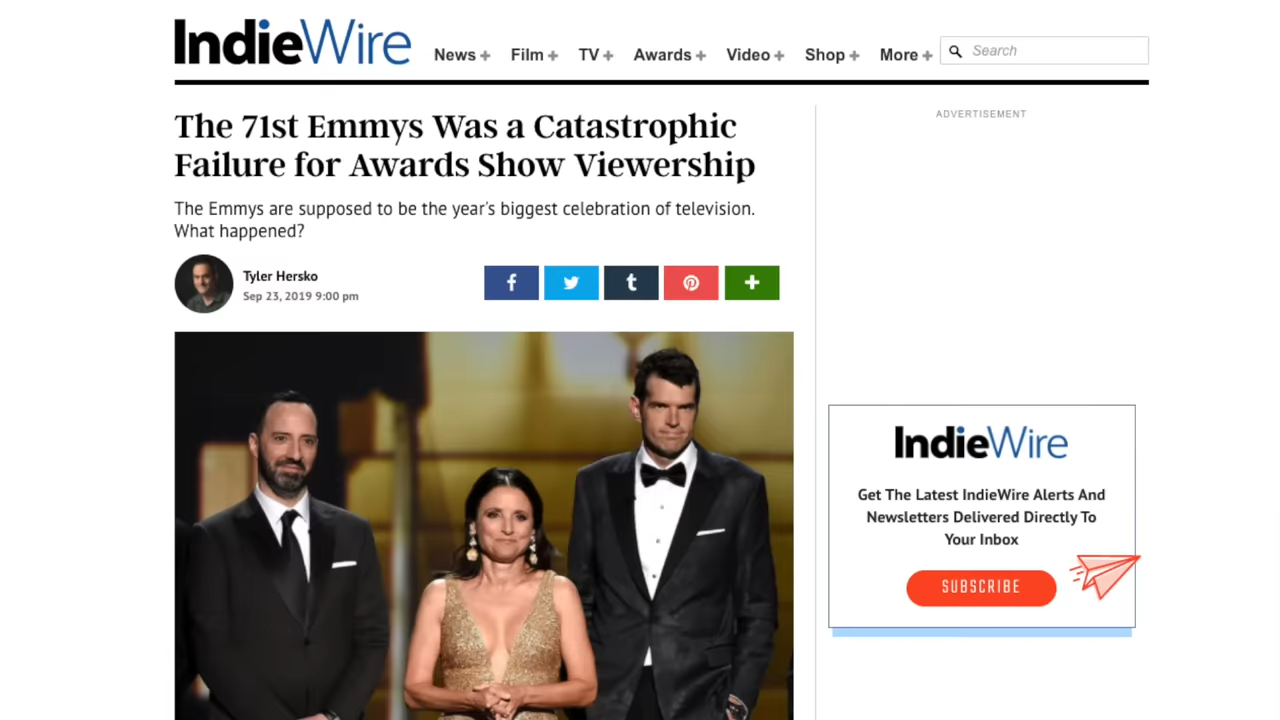 IndieWire
News + Film + TV + Awards + Video + Shop + More +
Search
The 71st Emmys Was a Catastrophic
Failure for Awards Show Viewership
The Emmys are supposed to be the year's biggest celebration of television.
What happened?
Tyler Hersko
Sep 23, 2019 9:00 pm
ADVERTISEMENT
IndieWire
Get The Latest IndieWire Alerts And
Newsletters Delivered Directly To
Your Inbox
SUBSCRIBE